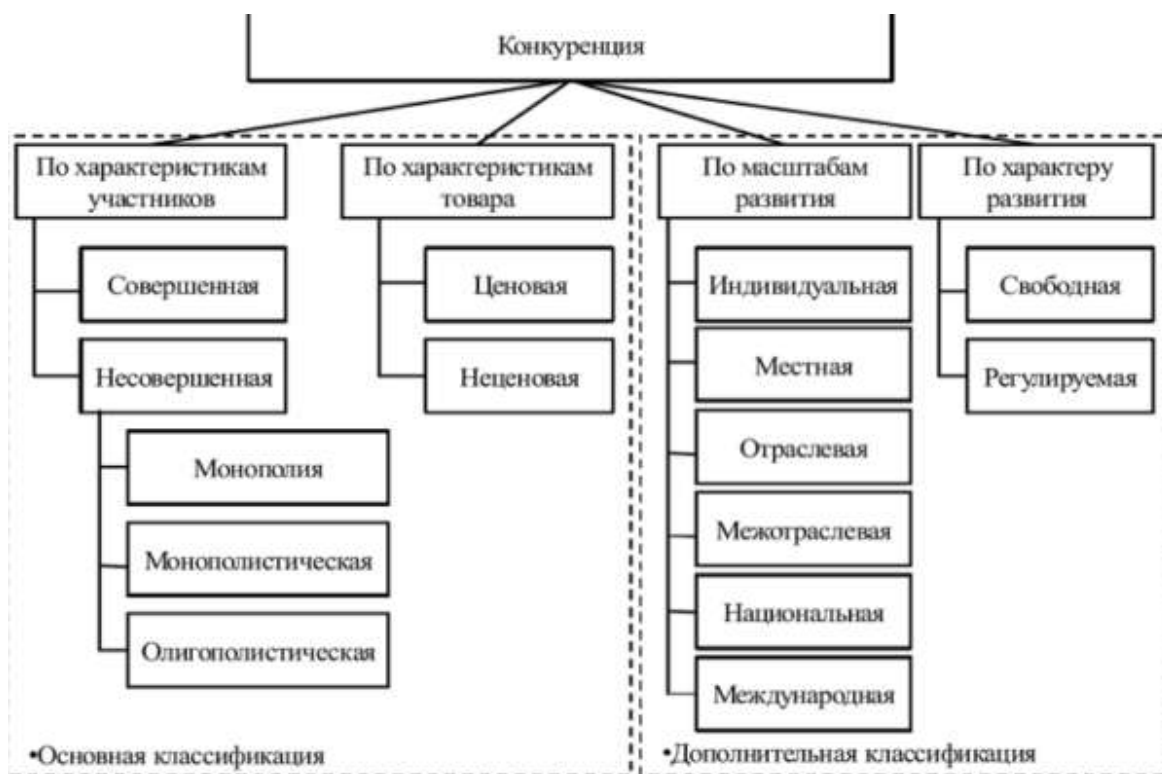 Конкуренция
По характеристикам
участников
По характеристикам
товара
По масштабам
развития
По характеру
развития
Совершенная
Ценовая
Индивидуальная
Свободная
Несовершенная
Неценовая
Местная
Регулируемая
Монополия
Отраслевая
Монополистическая
Межотраслевая
Олигополистическая
Национальная
Международная
•Основная классификация
•Дополнительная классификация